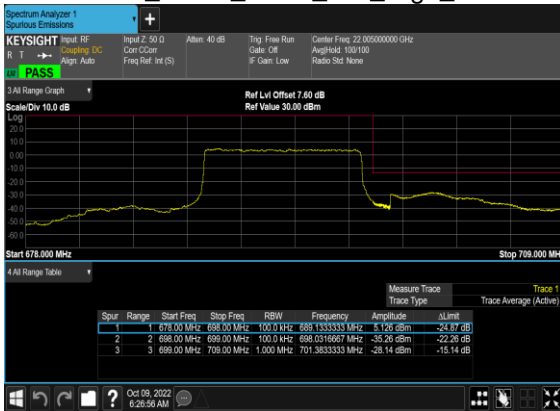 Spectrum Analyzer 1
Spurious Emissions
+
KEYSIGHT Input: RF Input Z: 50 Ω Atten: 40 dB Trig: Free Run Center Freq: 22.005000000 GHz
R T Coupling: DC Corr CCorr Gate: Off Avg|Hold: 100/100
Align: Auto Freq Ref: Int (S) IF Gain: Low Radio Std: None
LW PASS
3 All Range Graph
Ref Lvl Offset 7.60 dB
Scale/Div 10.0 dB Ref Value 30.00 dBm
Log
20.0
10.0
0.00
-10.0
-20.0
-30.0
-40.0
-50.0
-60.0
Start 678.000 MHz Stop 709.000 MH
4 All Range Table
Measure Trace Trace 1
Trace Type Trace Average (Active)
Spur Range Start Freq Stop Freq RBW Frequency Amplitude ΔLimit
1 1 678.00 MHz 698.00 MHz 100.0 kHz 689.1333333 MHz 5.126 dBm -24.87 dB
2 2 698.00 MHz 699.00 MHz 100.0 kHz 698.0316667 MHz -35.26 dBm -22.26 dB
3 3 699.00 MHz 709.00 MHz 1.000 MHz 701.3833333 MHz -28.14 dBm -15.14 dB
?
Oct 09, 2022
6:26:56 AM